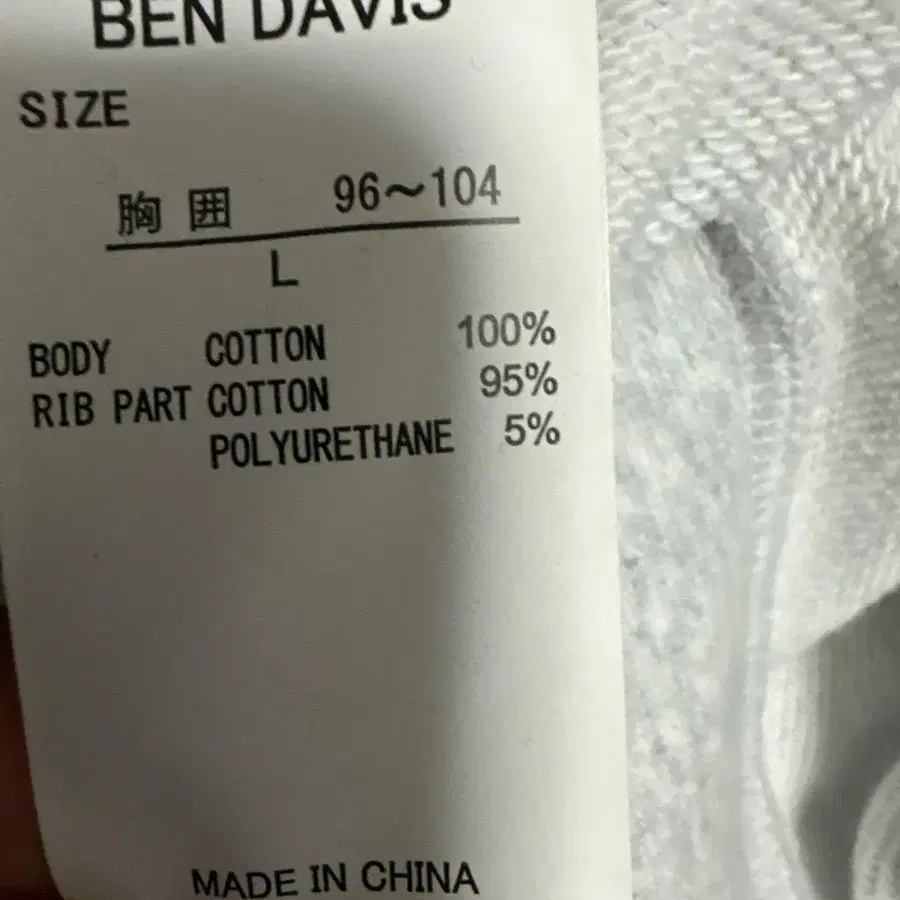 BEN DAVIS
SIZE
胸囲 96～104
L
BODY COTTON 100%
RIB PART COTTON 95%
POLYURETHANE 5%
MADE IN CHINA